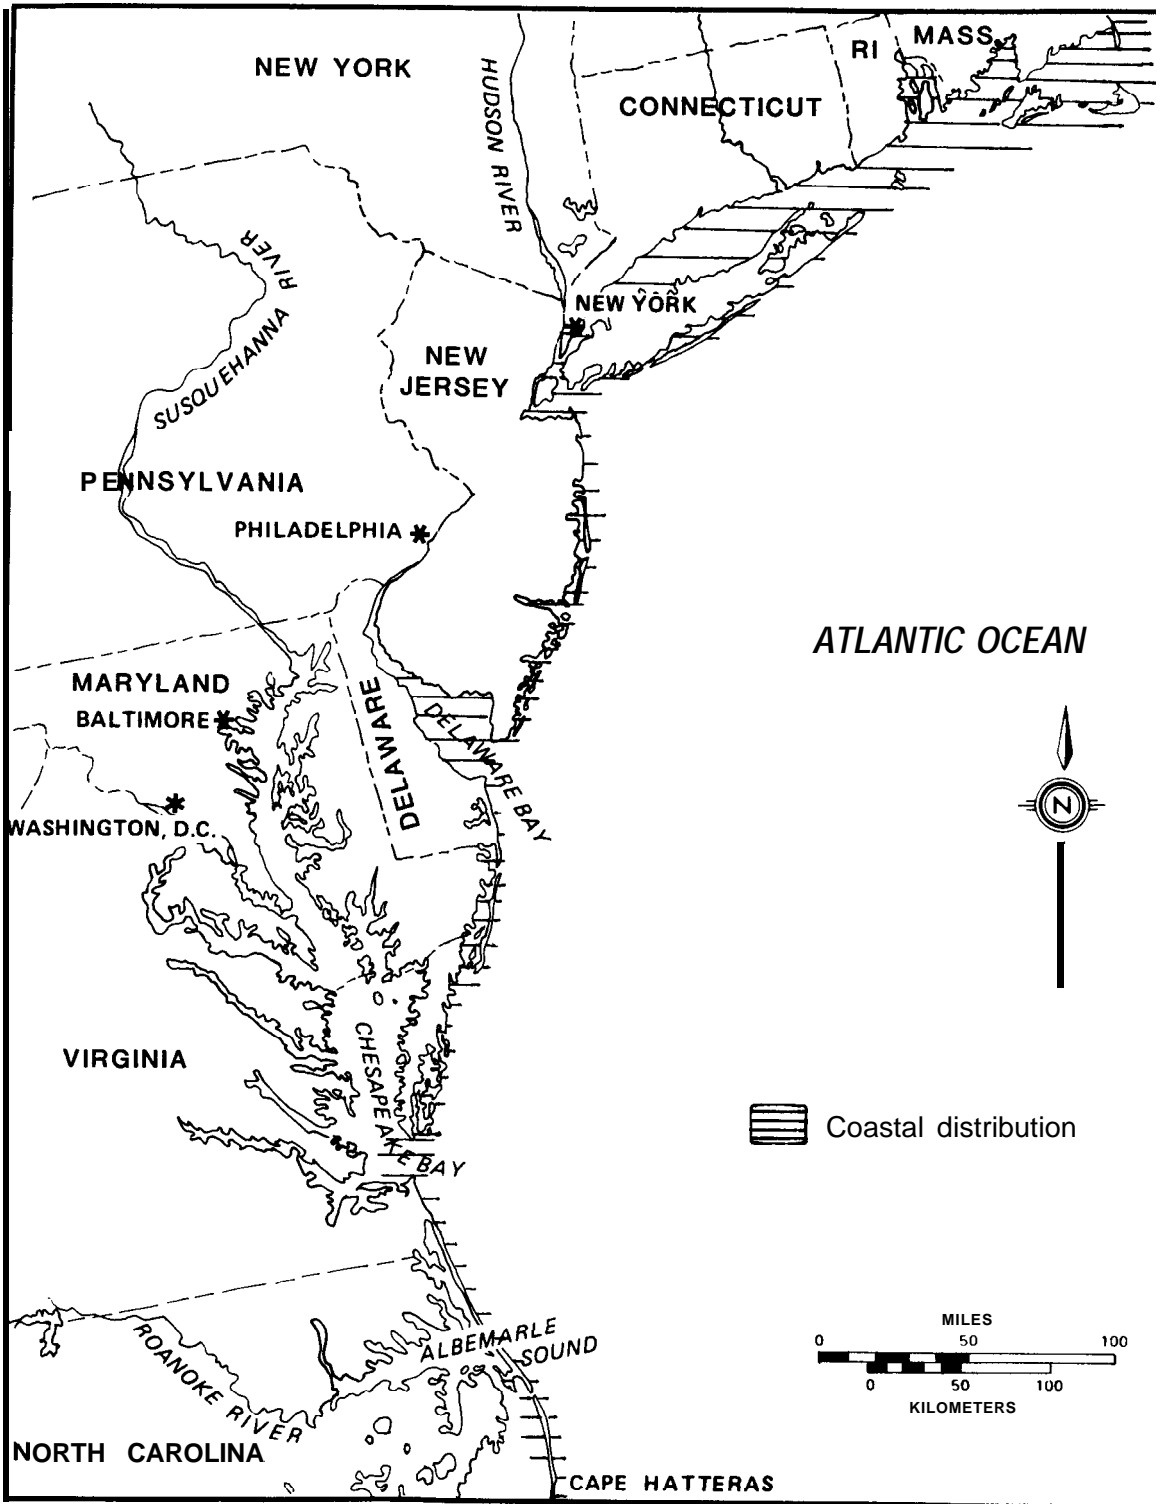 NEW YORK
HUDSON RIVER
CONNECTICUT
RI
MASS.
SUSQUEHANNA RIVER
NEW YORK
NEW
JERSEY
PENNSYLVANIA
PHILADELPHIA
ATLANTIC OCEAN
MARYLAND
BALTIMORE
DELAWARE
DELAWARE BAY
WASHINGTON, D.C.
N
VIRGINIA
CHESAPEAKE BAY
Coastal distribution
ALBEMARLE
SOUND
ROANOKE RIVER
MILES
0 50 100
0 50 100
KILOMETERS
NORTH CAROLINA
CAPE HATTERAS